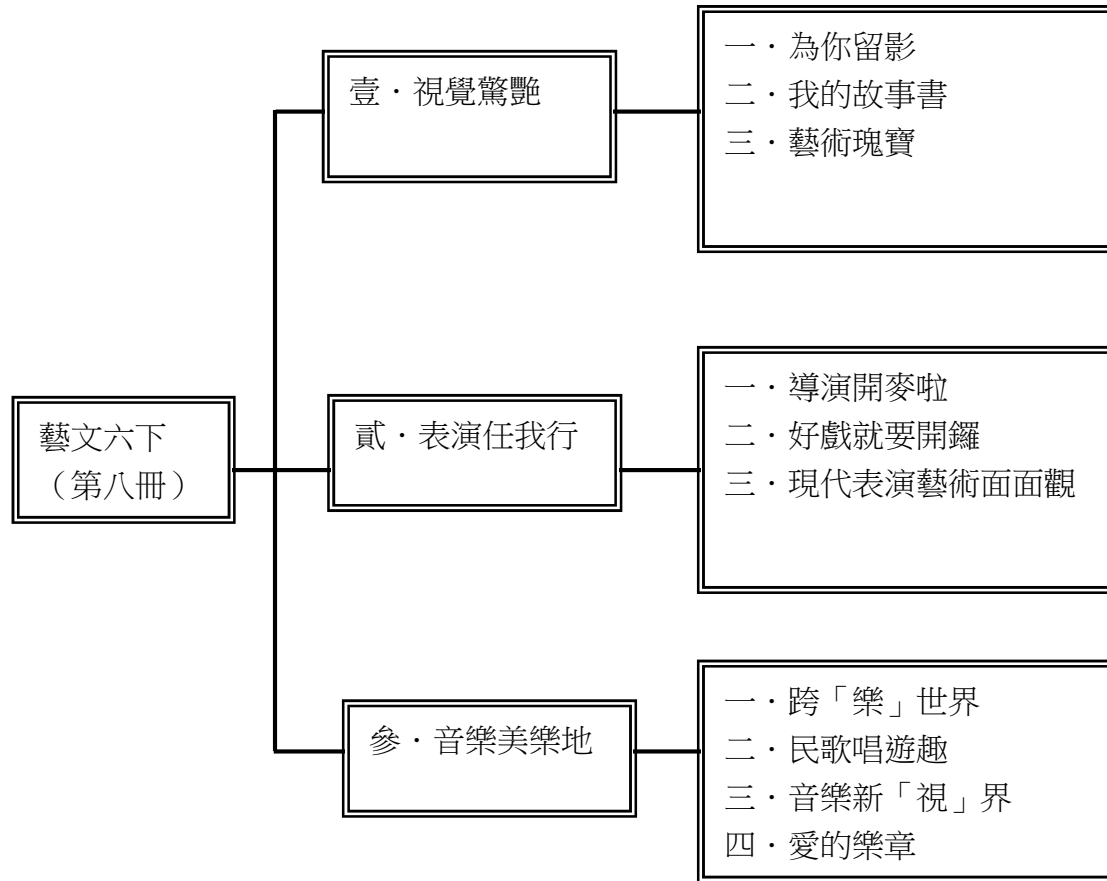 藝文六下
（第八冊）
壹．視覺驚艷
一．為你留影
二．我的故事書
三．藝術瑰寶
貳．表演任我行
一．導演開麥啦
二．好戲就要開鑼
三．現代表演藝術面面觀
參．音樂美樂地
一．跨「樂」世界
二．民歌唱遊趣
三．音樂新「視」界
四．愛的樂章